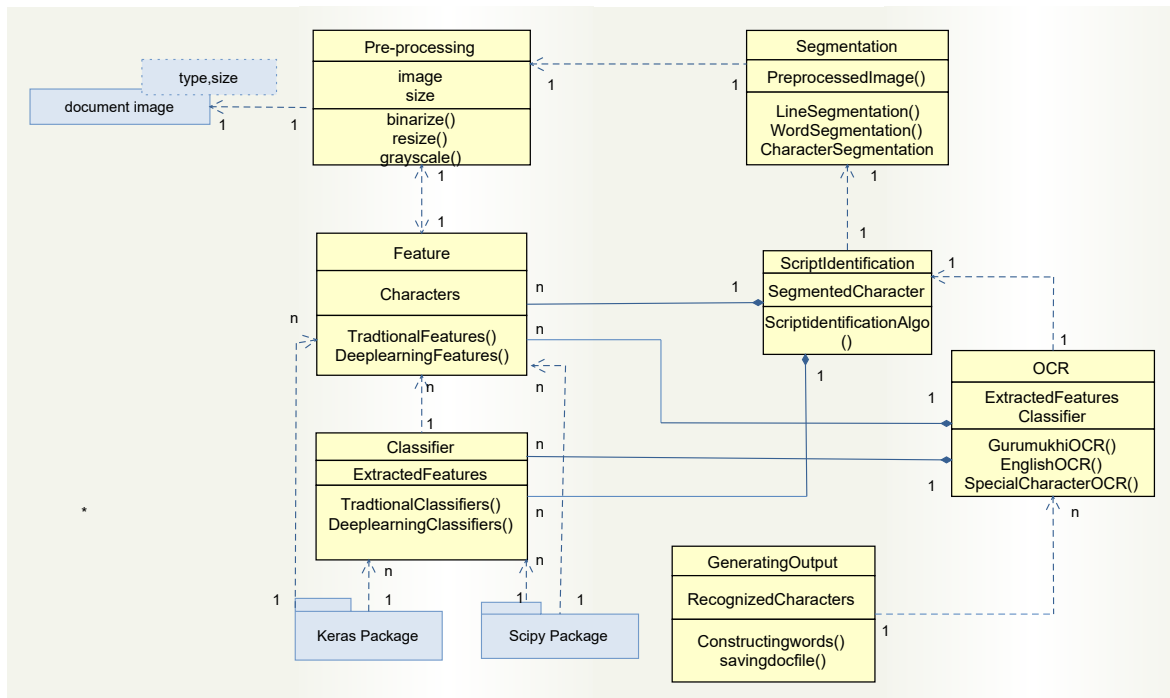 Pre-processing
image
size
binarize()
resize()
grayscale()
type,size
document image
1
1
Segmentation
PreprocessedImage()
LineSegmentation()
WordSegmentation()
CharacterSegmentation
1
1
1
1
1
1
Feature
Characters
TradtionalFeatures()
DeeplearningFeatures()
n
n
n
n
n
ScriptIdentification
SegmentedCharacter
ScriptidentificationAlgo
()
1
1
1
1
OCR
ExtractedFeatures
Classifier
GurumukhiOCR()
EnglishOCR()
SpecialCharacterOCR()
1
1
n
Classifier
ExtractedFeatures
TradtionalClassifiers()
DeeplearningClassifiers()
1
n
n
n
n
*
GeneratingOutput
RecognizedCharacters
Constructingwords()
savingdocfile()
1
Keras Package
1
1
Scipy Package
1
1